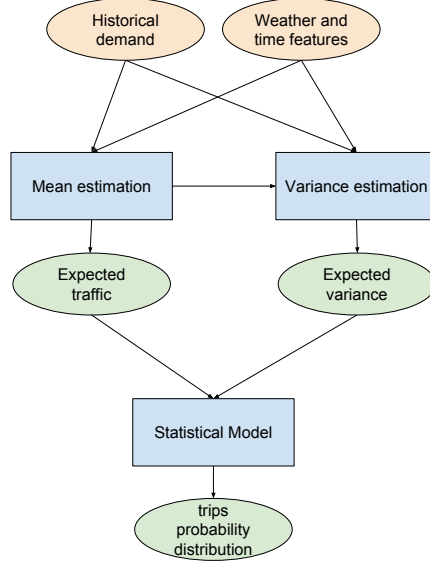 Historical
demand
Weather and
time features
Mean estimation
Variance estimation
Expected
traffic
Expected
variance
Statistical Model
trips
probability
distribution